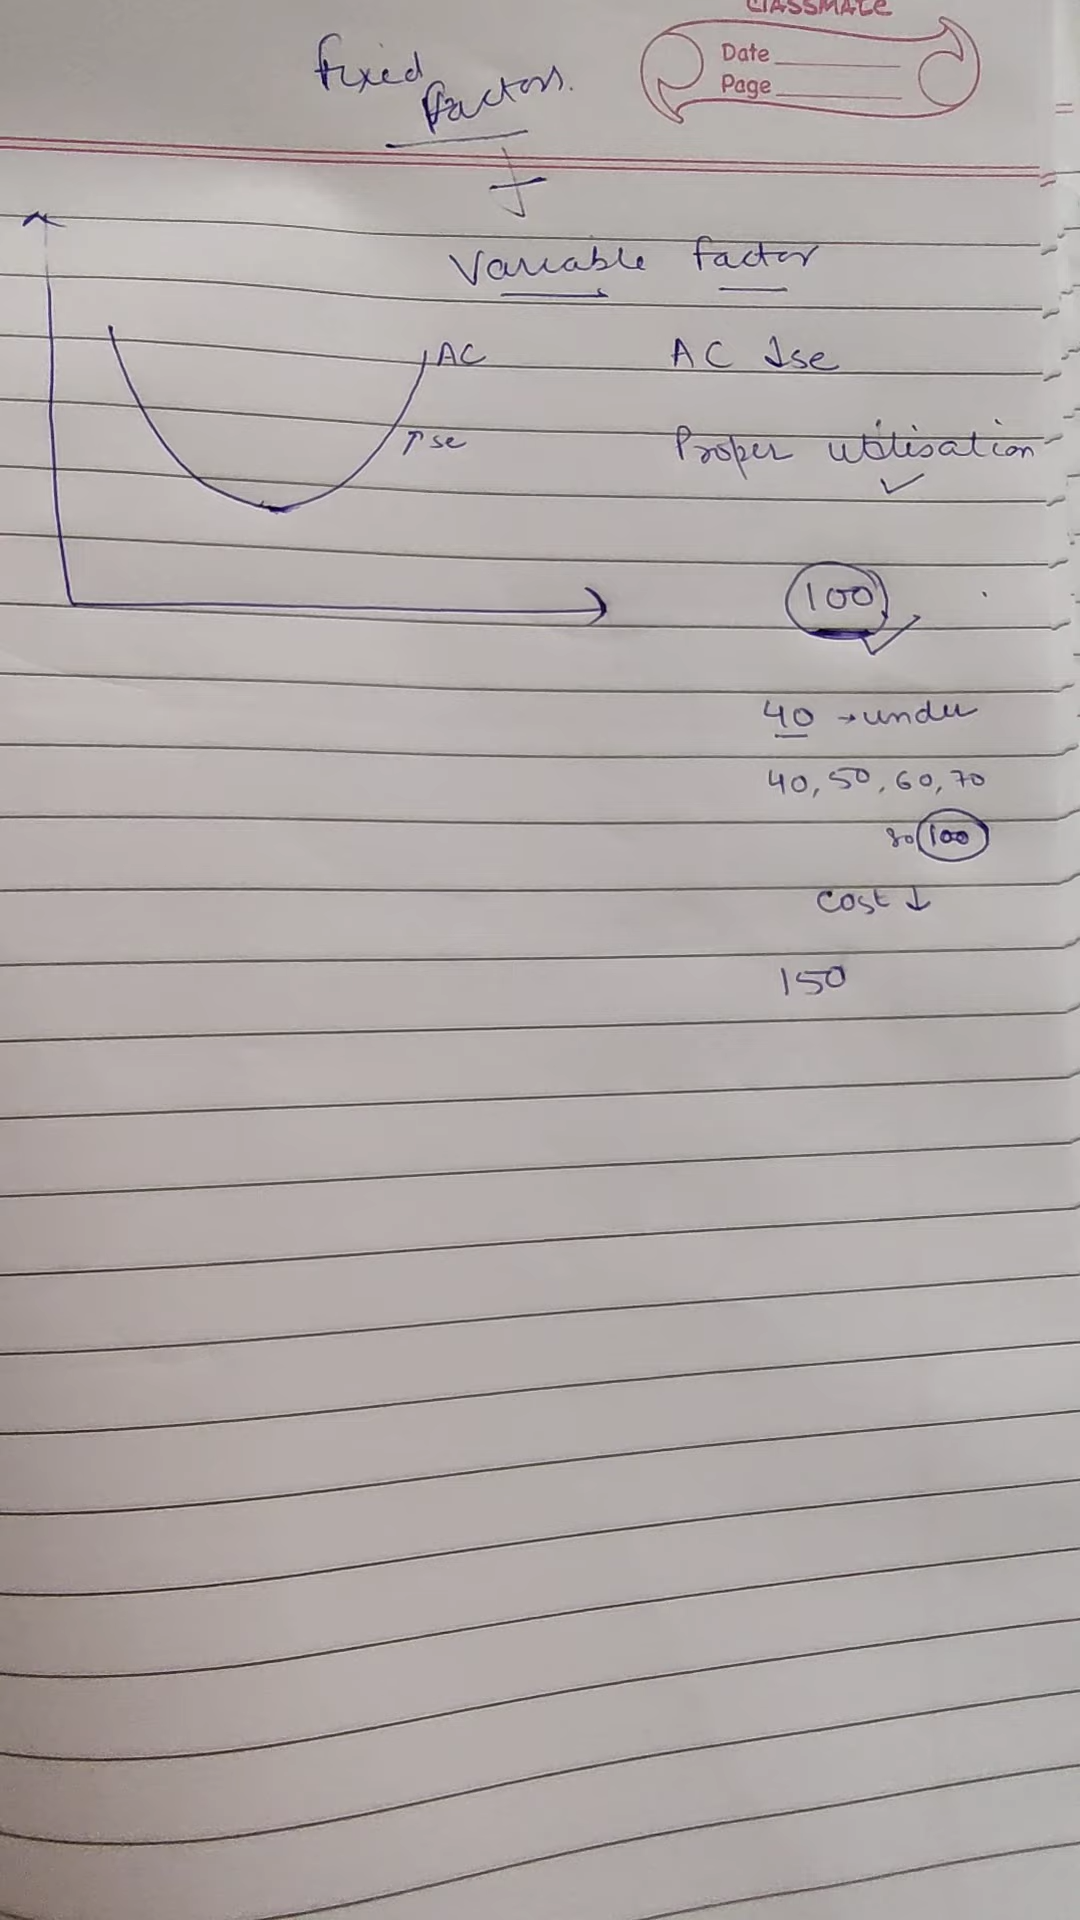 CLASSMATE
Date
Page
Fixed
Factors.
+
Variable factor
AC
AC ↓se
↑se
Proper utilisation
100
40 → under
40, 50, 60, 70
80 100
Cost ↓
150